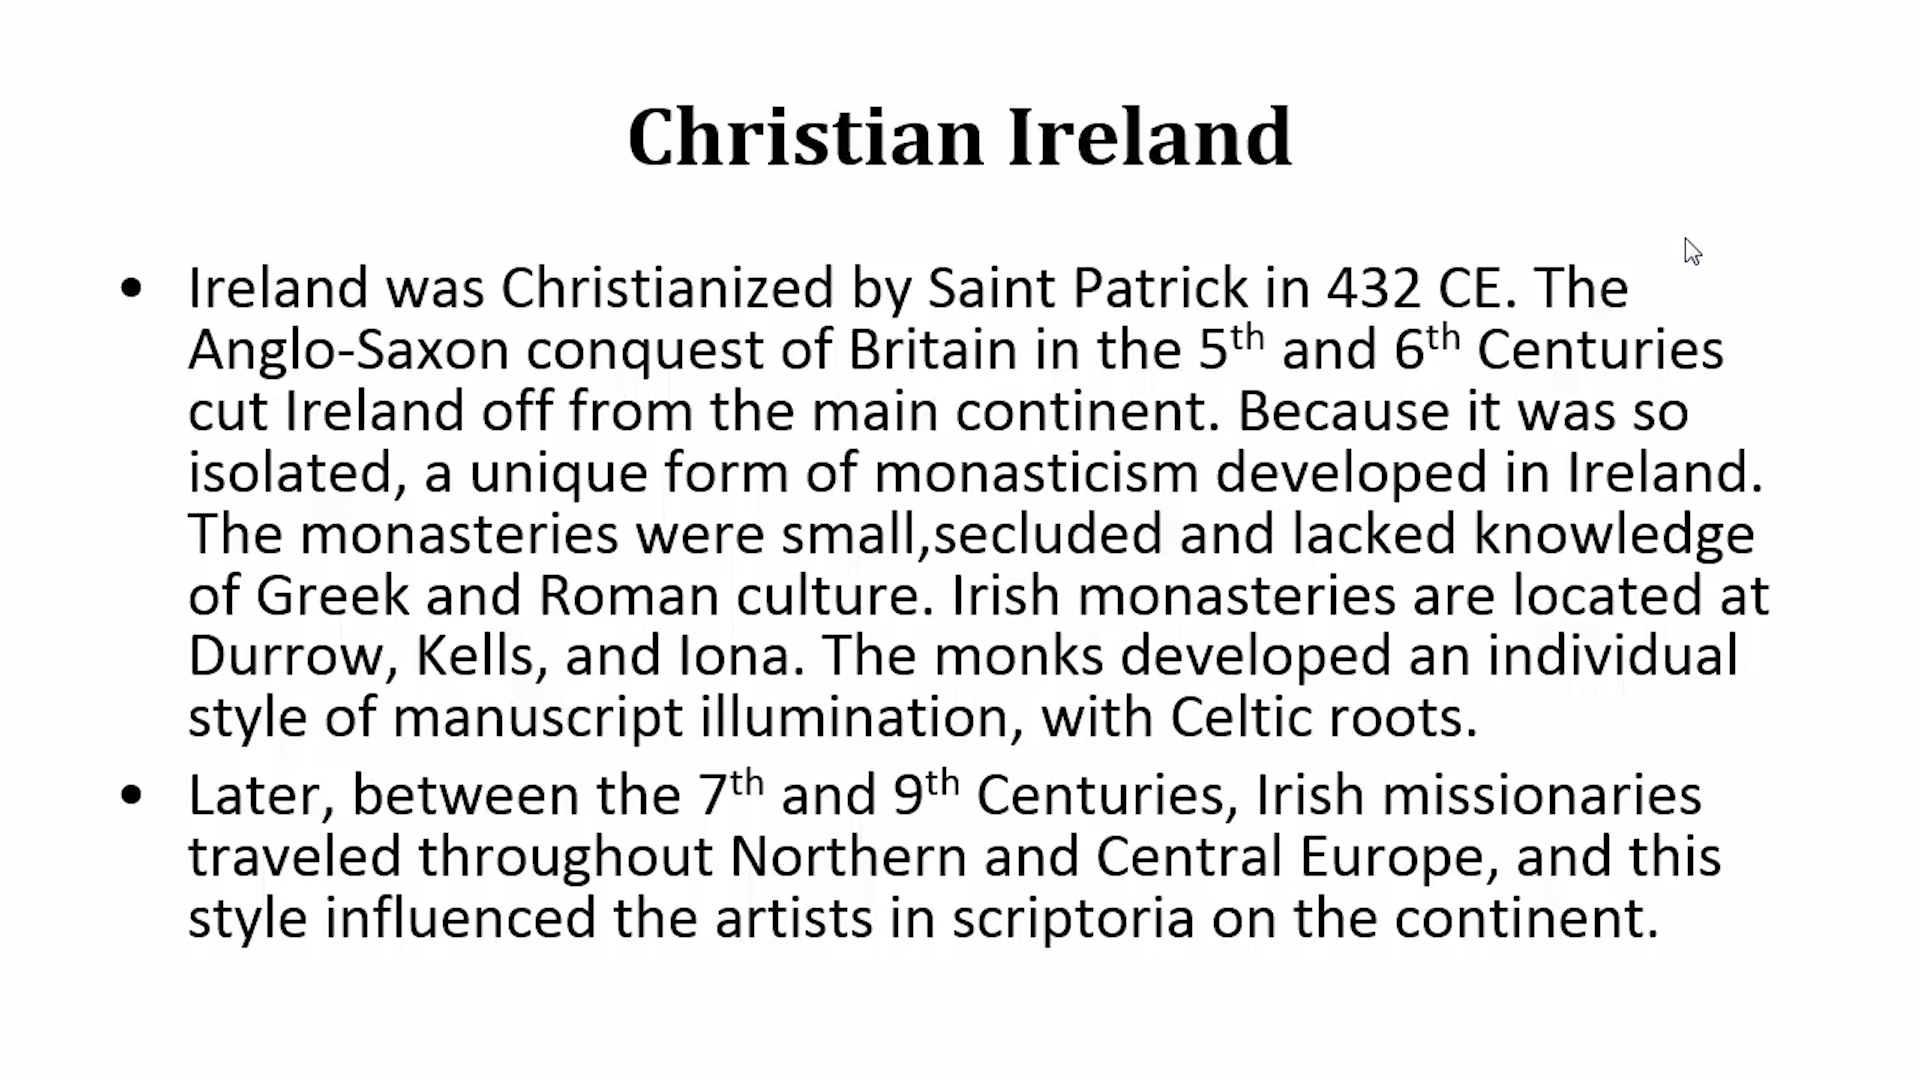 Christian Ireland
• Ireland was Christianized by Saint Patrick in 432 CE. The
Anglo-Saxon conquest of Britain in the 5th and 6th Centuries
cut Ireland off from the main continent. Because it was so
isolated, a unique form of monasticism developed in Ireland.
The monasteries were small,secluded and lacked knowledge
of Greek and Roman culture. Irish monasteries are located at
Durrow, Kells, and Iona. The monks developed an individual
style of manuscript illumination, with Celtic roots.
• Later, between the 7th and 9th Centuries, Irish missionaries
traveled throughout Northern and Central Europe, and this
style influenced the artists in scriptoria on the continent.